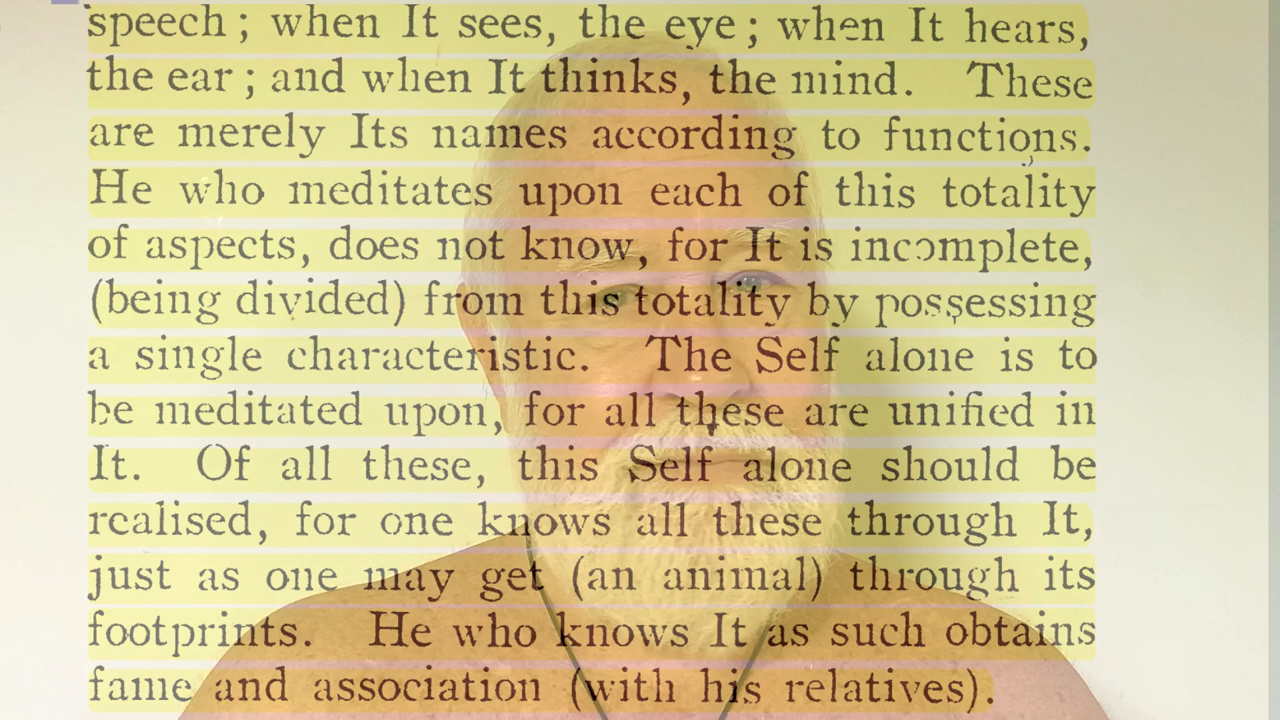 speech; when It sees, the eye; when It hears,
the ear; and when It thinks, the mind. These
are merely Its names according to functions.
He who meditates upon each of this totality
of aspects, does not know, for It is incomplete,
(being divided) from this totality by possessing
a single characteristic. The Self alone is to
be meditated upon, for all these are unified in
It. Of all these, this Self alone should be
realised, for one knows all these through It,
just as one may get (an animal) through its
footprints. He who knows It as such obtains
fame and association (with his relatives).